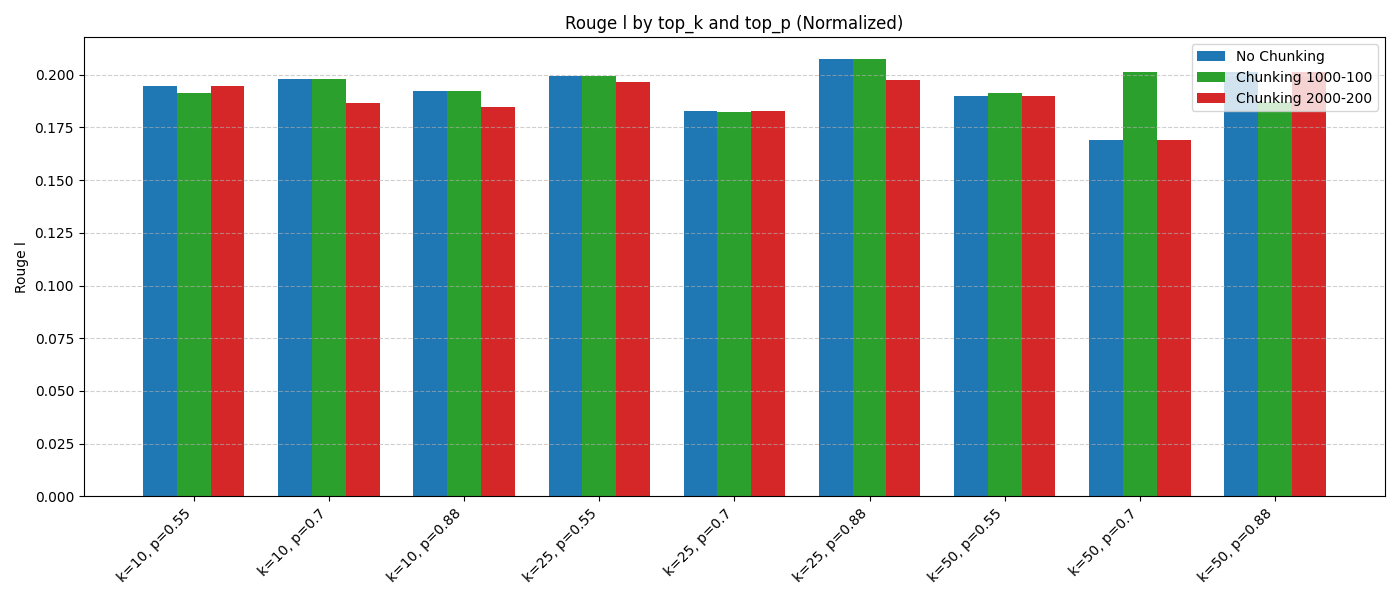 Rouge l by top_k and top_p (Normalized)
No Chunking
Chunking 1000-100
Chunking 2000-200
Rouge l
0.200
0.175
0.150
0.125
0.100
0.075
0.050
0.025
0.000
k=10, p=0.55
k=10, p=0.7
k=10, p=0.88
k=25, p=0.55
k=25, p=0.7
k=25, p=0.88
k=50, p=0.55
k=50, p=0.7
k=50, p=0.88